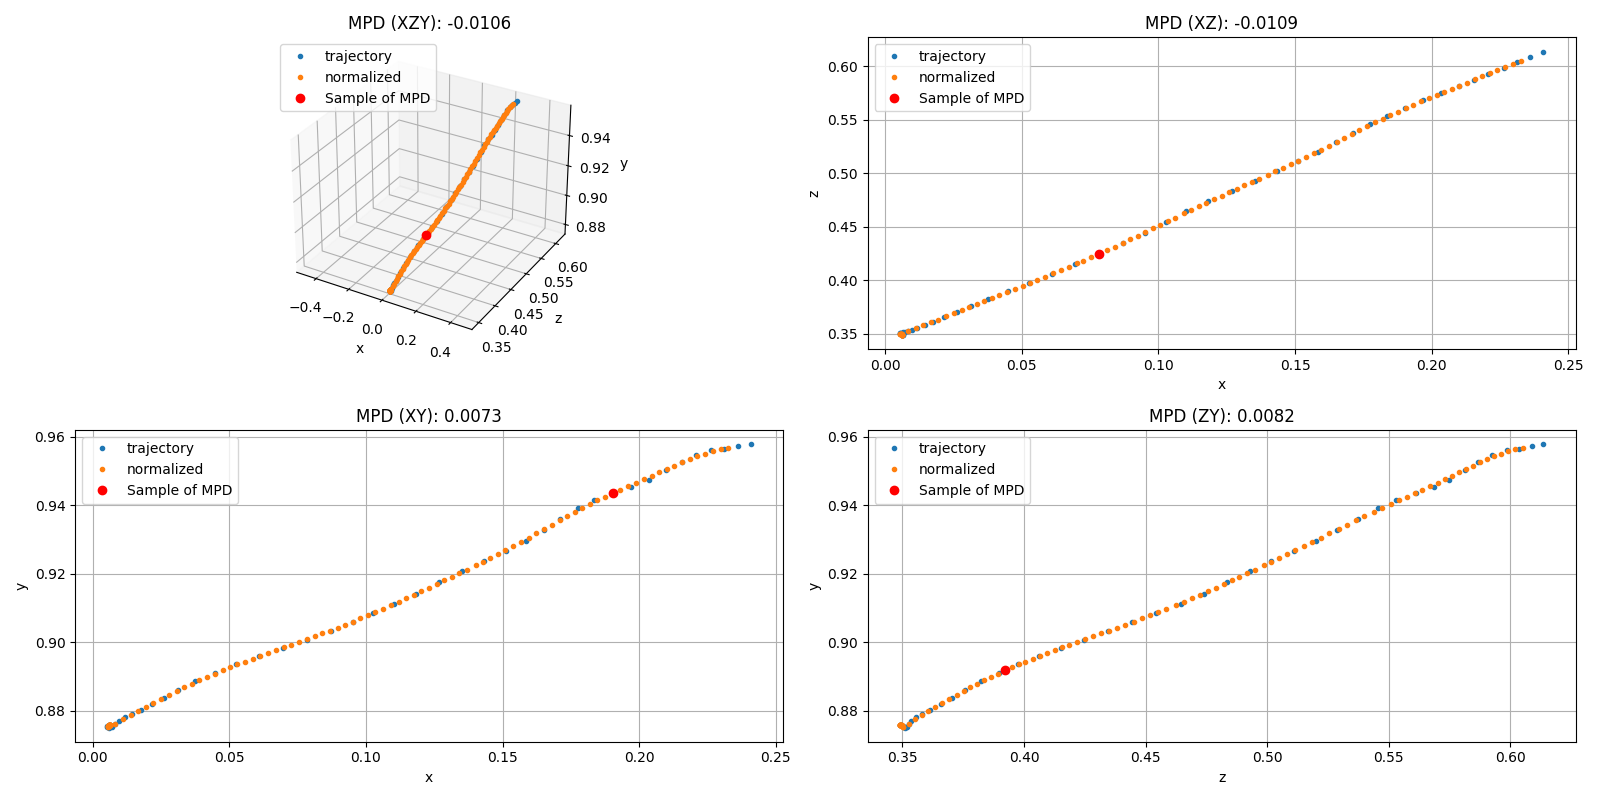 MPD (XZY): -0.0106
trajectory
normalized
Sample of MPD
0.94
0.92
0.90
0.88
y
0.60
0.55
0.50
0.45
0.40
0.35
z
−0.4
−0.2
0.0
0.2
0.4
x
MPD (XZ): -0.0109
trajectory
normalized
Sample of MPD
0.60
0.55
0.50
0.45
0.40
0.35
z
0.00 0.05 0.10 0.15 0.20 0.25
x
MPD (XY): 0.0073
trajectory
normalized
Sample of MPD
0.96
0.94
0.92
0.90
0.88
y
0.00 0.05 0.10 0.15 0.20 0.25
x
MPD (ZY): 0.0082
trajectory
normalized
Sample of MPD
0.96
0.94
0.92
0.90
0.88
y
0.35 0.40 0.45 0.50 0.55 0.60
z